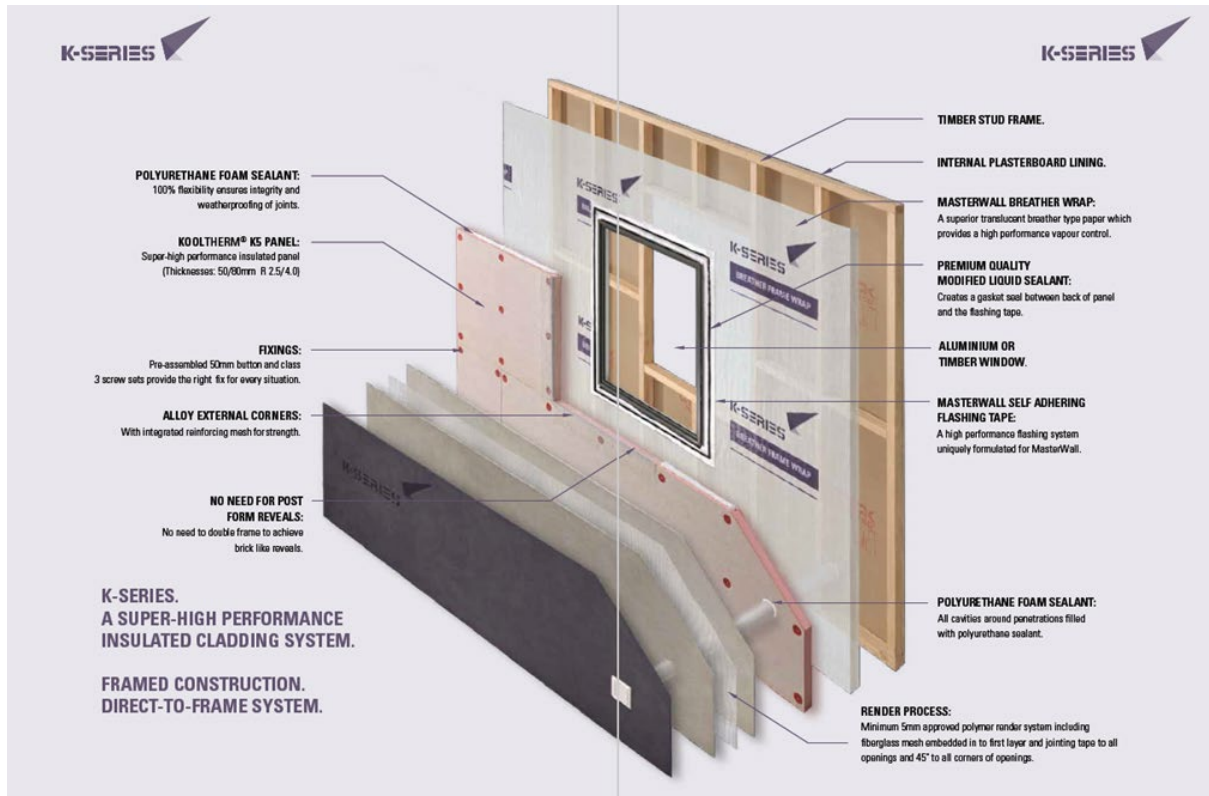 K-SERIES
K-SERIES
POLYURETHANE FOAM SEALANT:
100% flexibility ensures integrity and
weatherproofing of joints.
KOOLTHERM® K5 PANEL:
Super-high performance insulated panel
(Thicknesses: 50/80mm R 2.5/4.0)
FIXINGS:
Pre-assembled 50mm button and class
3 screw sets provide the right fix for every situation.
ALLOY EXTERNAL CORNERS:
With integrated reinforcing mesh for strength.
NO NEED FOR POST
FORM REVEALS:
No need to double frame to achieve
brick like reveals.
K-SERIES.
A SUPER-HIGH PERFORMANCE
INSULATED CLADDING SYSTEM.
FRAMED CONSTRUCTION.
DIRECT-TO-FRAME SYSTEM.
K-SERIES
K-SERIES
K-SERIES
BREATHER FRAME WRAP
K-SERIES
BREATHER FRAME WRAP
TIMBER STUD FRAME.
INTERNAL PLASTERBOARD LINING.
MASTERWALL BREATHER WRAP:
A superior translucent breather type paper which
provides a high performance vapour control.
PREMIUM QUALITY
MODIFIED LIQUID SEALANT:
Creates a gasket seal between back of panel
and the flashing tape.
ALUMINIUM OR
TIMBER WINDOW.
MASTERWALL SELF ADHERING
FLASHING TAPE:
A high performance flashing system
uniquely formulated for MasterWall.
POLYURETHANE FOAM SEALANT:
All cavities around penetrations filled
with polyurethane sealant.
RENDER PROCESS:
Minimum 5mm approved polymer render system including
fiberglass mesh embedded in to first layer and jointing tape to all
openings and 45° to all corners of openings.